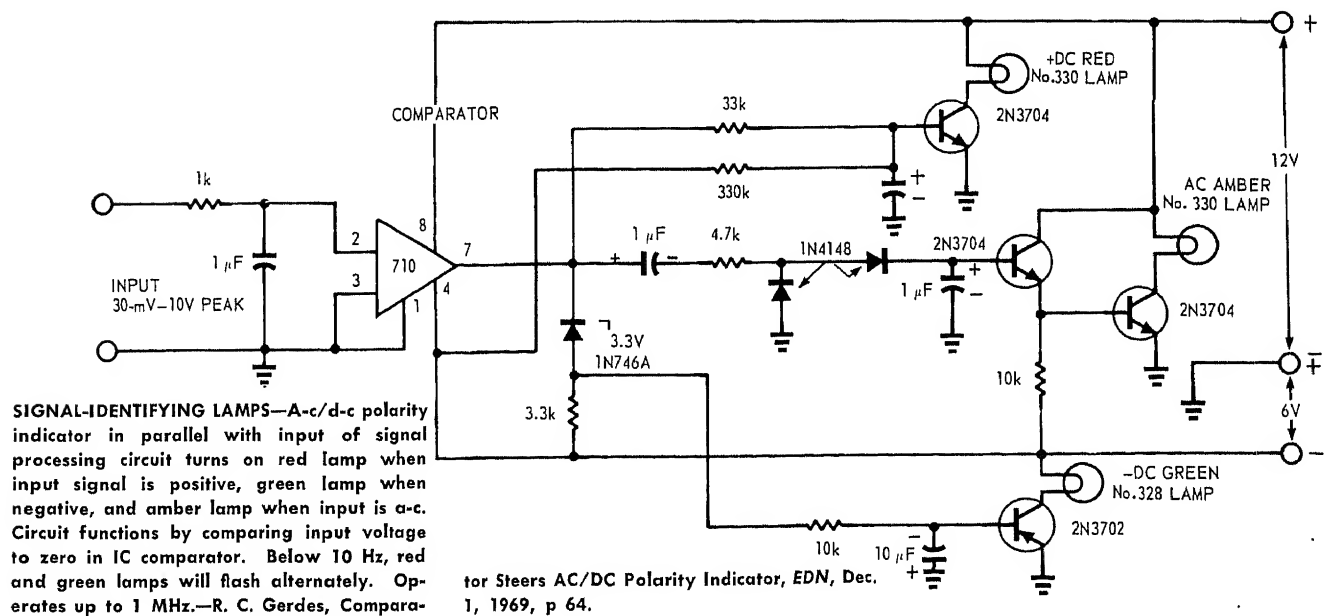 +DC RED
No.330 LAMP
COMPARATOR
33k
2N3704
12V
1k
330k
AC AMBER
No. 330 LAMP
+
-
8
2
7
1 µF
4.7k
1N4148
2N3704
1 µF
710
+
-
3
4
1
1 µF
+
-
2N3704
INPUT
30-mV–10V PEAK
3.3V
1N746A
10k
3.3k
6V
+
∓
−
-DC GREEN
No.328 LAMP
2N3702
10k
10 µF
-
+
SIGNAL-IDENTIFYING LAMPS—A-c/d-c polarity
indicator in parallel with input of signal
processing circuit turns on red lamp when
input signal is positive, green lamp when
negative, and amber lamp when input is a-c.
Circuit functions by comparing input voltage
to zero in IC comparator. Below 10 Hz, red
and green lamps will flash alternately. Op-
erates up to 1 MHz.—R. C. Gerdes, Compara-
tor Steers AC/DC Polarity Indicator, EDN, Dec.
1, 1969, p 64.